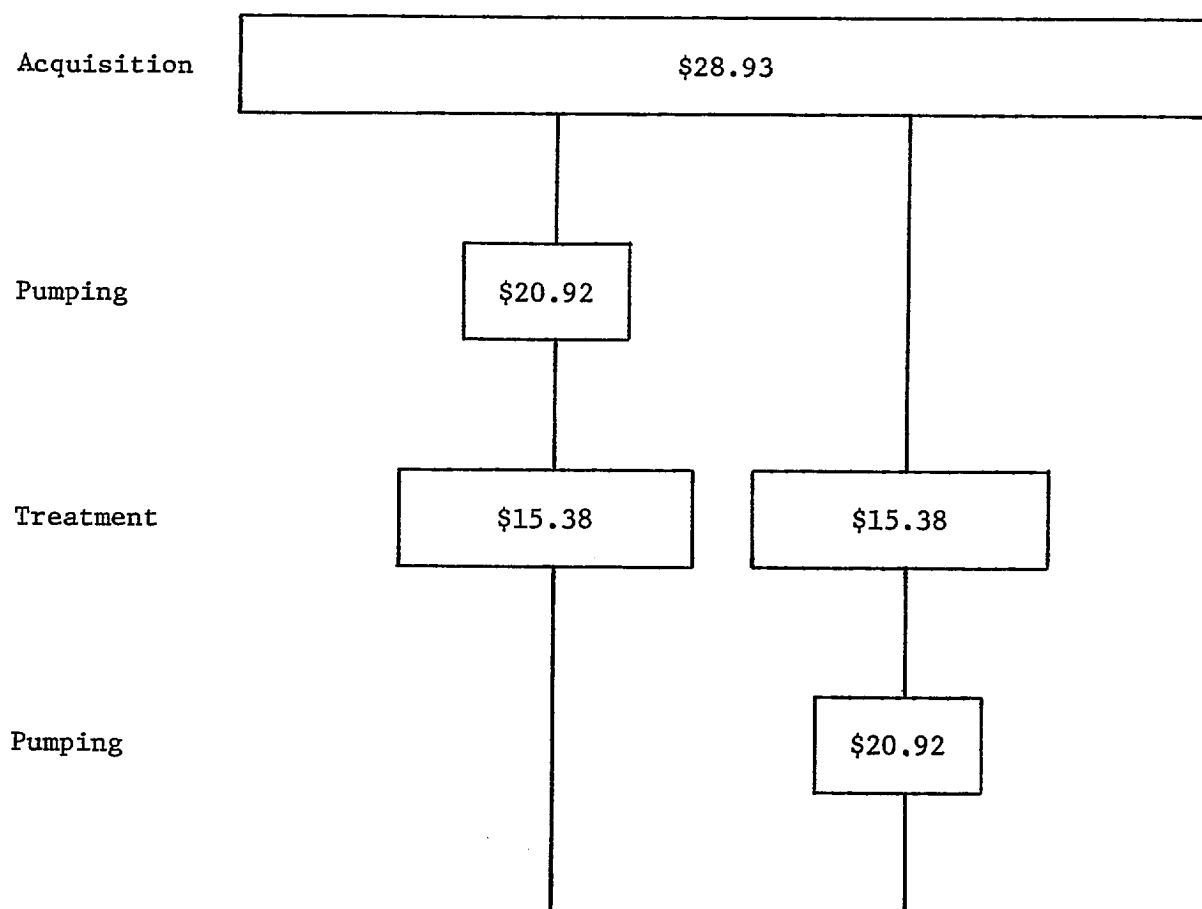 Acquisition $28.93
Pumping $20.92
Treatment $15.38 $15.38
Pumping $20.92